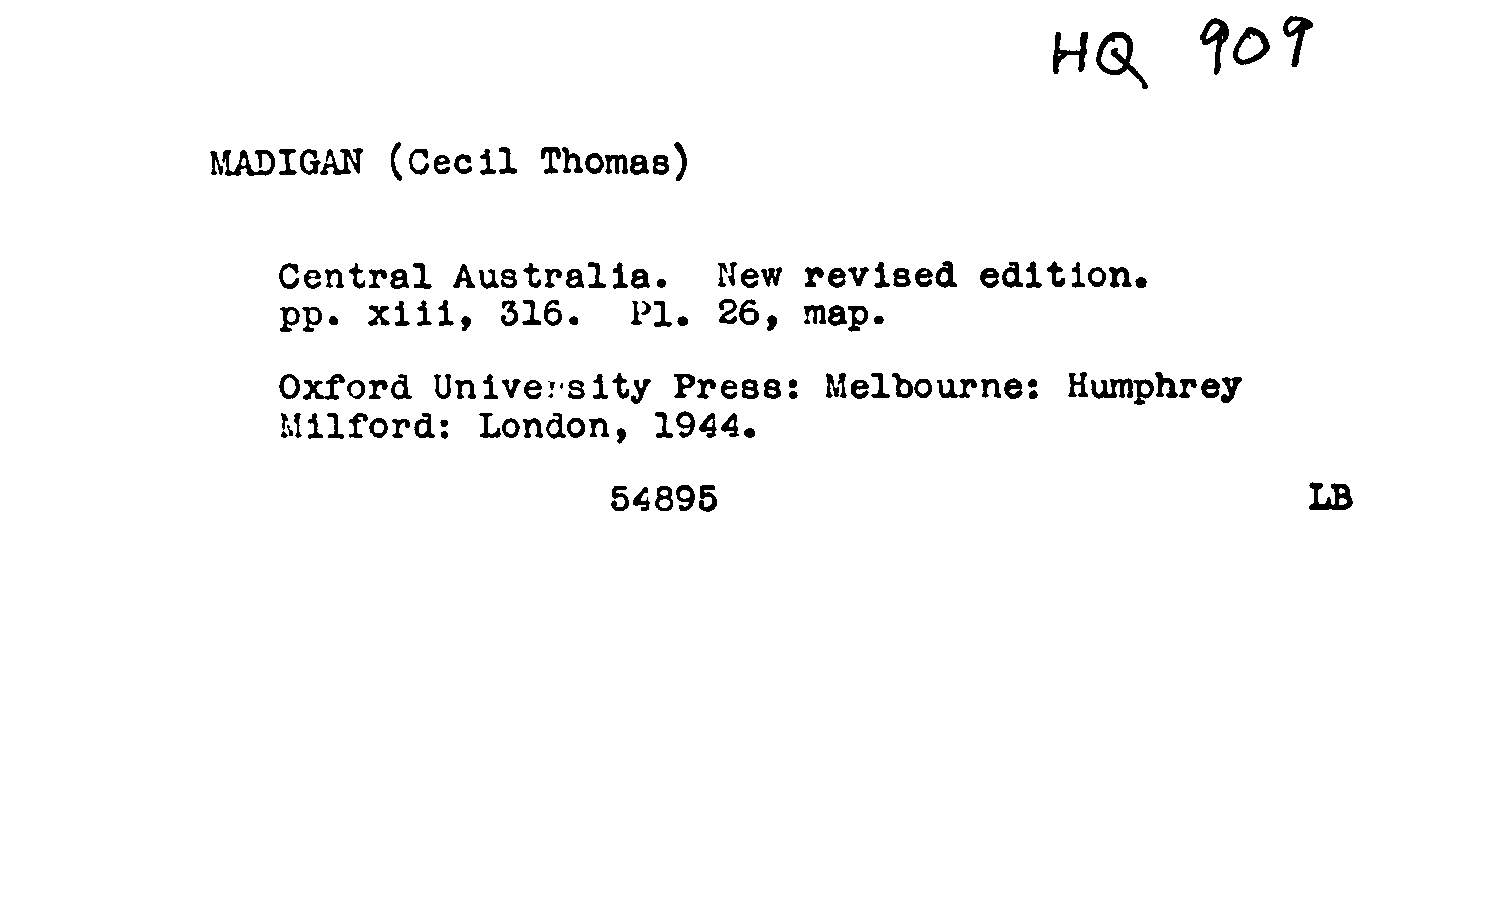 HQ 909
MADIGAN (Cecil Thomas)
Central Australia. New revised edition.
pp. xiii, 316. Pl. 26, map.
Oxford University Press: Melbourne: Humphrey
Milford: London, 1944.
54895 LB